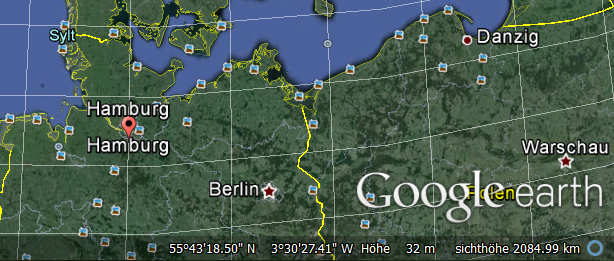 Sylt
Danzig
Hamburg
Hamburg
Warschau
Berlin
Polen
Google earth
55°43'18.50" N 3°30'27.41" W Höhe 32 m sichthöhe 2084.99 km